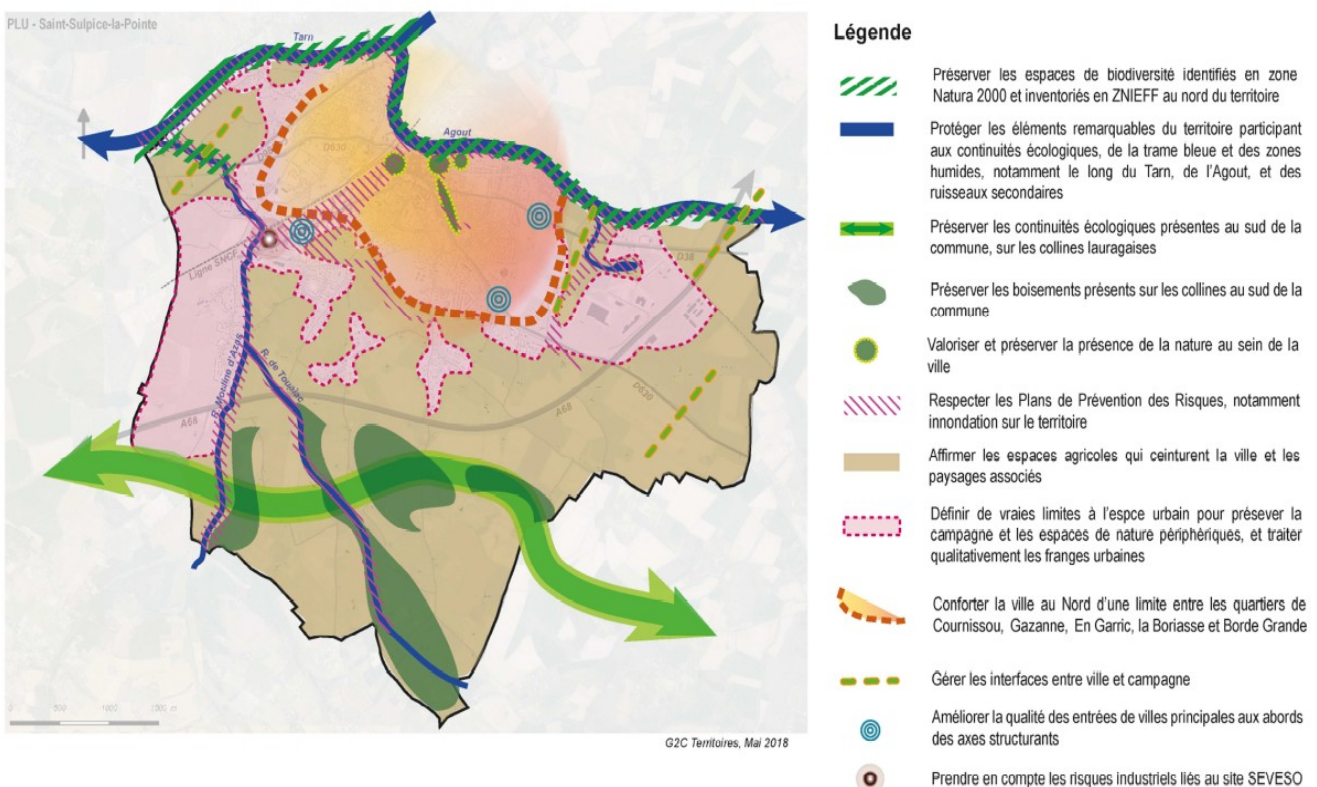 PLU - Saint-Sulpice-la-Pointe
Tarn
Agout
D630
Ligne SNCF
D38
R. Mouline d'Azas
R. de Toualgo
D630
A68
A68
0 500 1000 1500 m
G2C Territoires, Mai 2018
Légende
Préserver les espaces de biodiversité identifiés en zone
Natura 2000 et inventoriés en ZNIEFF au nord du territoire
Protéger les éléments remarquables du territoire participant
aux continuités écologiques, de la trame bleue et des zones
humides, notamment le long du Tarn, de l'Agout, et des
ruisseaux secondaires
Préserver les continuités écologiques présentes au sud de la
commune, sur les collines lauragaises
Préserver les boisements présents sur les collines au sud de la
commune
Valoriser et préserver la présence de la nature au sein de la
ville
Respecter les Plans de Prévention des Risques, notamment
innondation sur le territoire
Affirmer les espaces agricoles qui ceinturent la ville et les
paysages associés
Définir de vraies limites à l'espce urbain pour présever la
campagne et les espaces de nature périphériques, et traiter
qualitativement les franges urbaines
Conforter la ville au Nord d'une limite entre les quartiers de
Cournissou, Gazanne, En Garric, la Boriasse et Borde Grande
Gérer les interfaces entre ville et campagne
Améliorer la qualité des entrées de villes principales aux abords
des axes structurants
Prendre en compte les risques industriels liés au site SEVESO